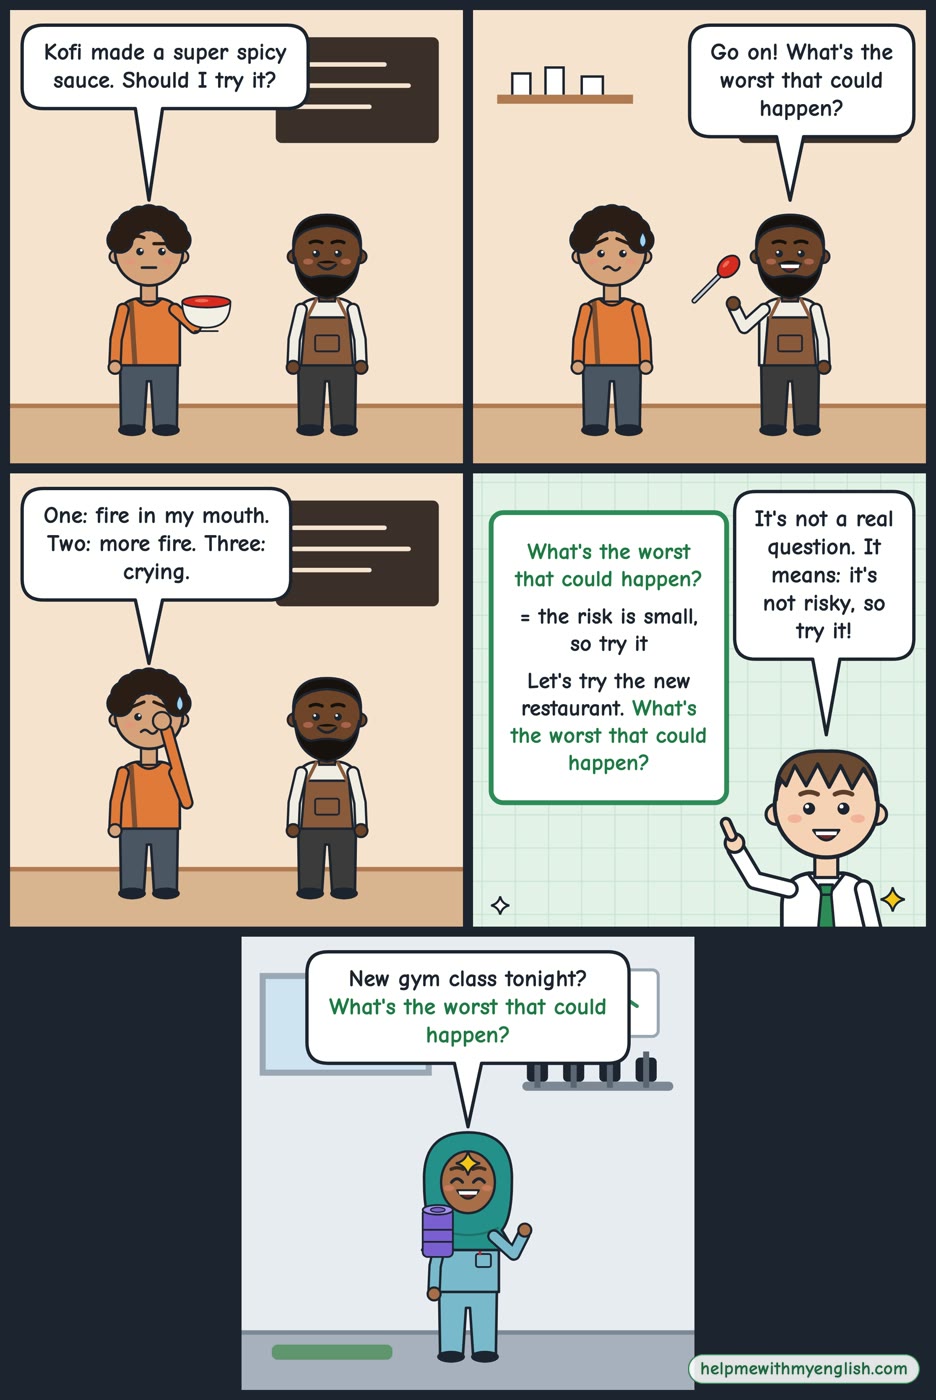 Kofi made a super spicy
sauce. Should I try it?
Go on! What's the
worst that could
happen?
One: fire in my mouth.
Two: more fire. Three:
crying.
What's the worst
that could happen?
= the risk is small,
so try it
Let's try the new
restaurant. What's
the worst that could
happen?
It's not a real
question. It
means: it's
not risky, so
try it!
New gym class tonight?
What's the worst that could
happen?
helpmewithmyenglish.com